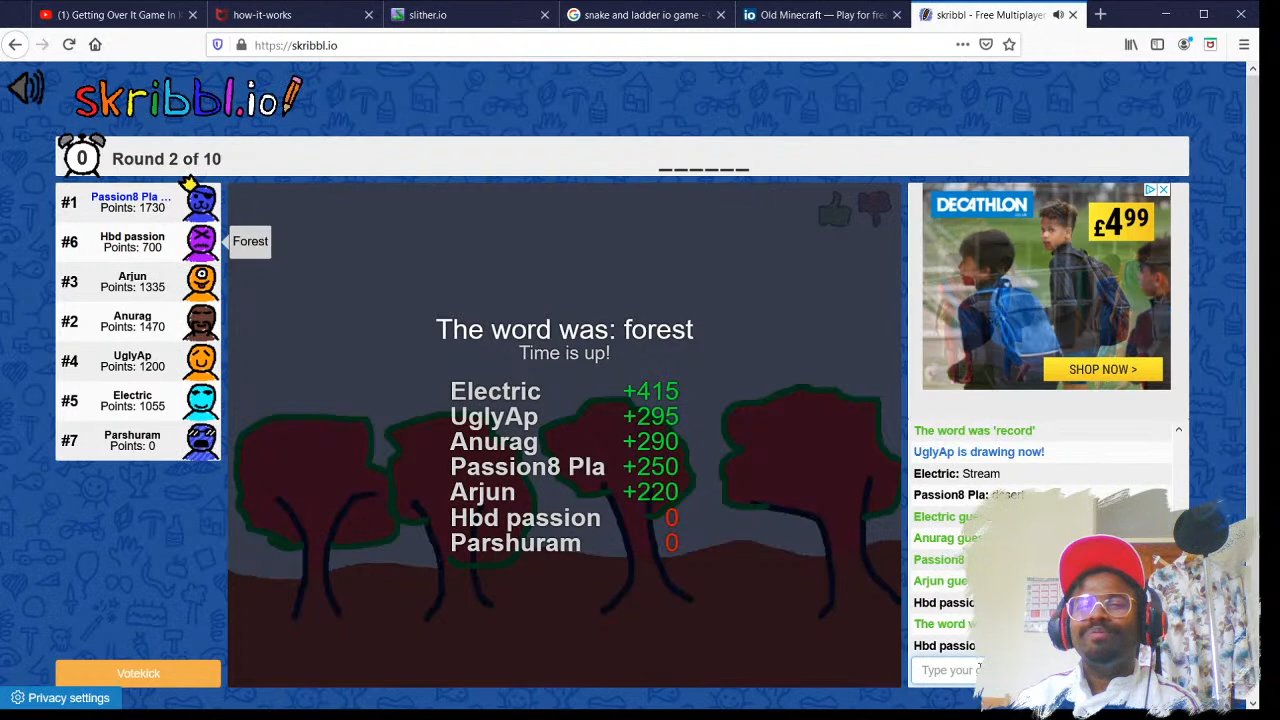 (1) Getting Over It Game In
how-it-works
slither.io
snake and ladder io game -
Old Minecraft — Play for free
skribbl - Free Multiplayer
https://skribbl.io
skribbl.io
0
Round 2 of 10
______
#1 Passion8 Pla ...
Points: 1730
#6 Hbd passion
Points: 700
Forest
#3 Arjun
Points: 1335
#2 Anurag
Points: 1470
#4 UglyAp
Points: 1200
#5 Electric
Points: 1055
#7 Parshuram
Points: 0
Votekick
Privacy settings
The word was: forest
Time is up!
Electric +415
UglyAp +295
Anurag +290
Passion8 Pla +250
Arjun +220
Hbd passion 0
Parshuram 0
DECATHLON
£4.99
SHOP NOW >
The word was 'record'
UglyAp is drawing now!
Electric: Stream
Passion8 Pla: desert
Electric gue
Anurag gue
Passion8
Arjun gue
Hbd passio
The word w
Hbd passio
Type your